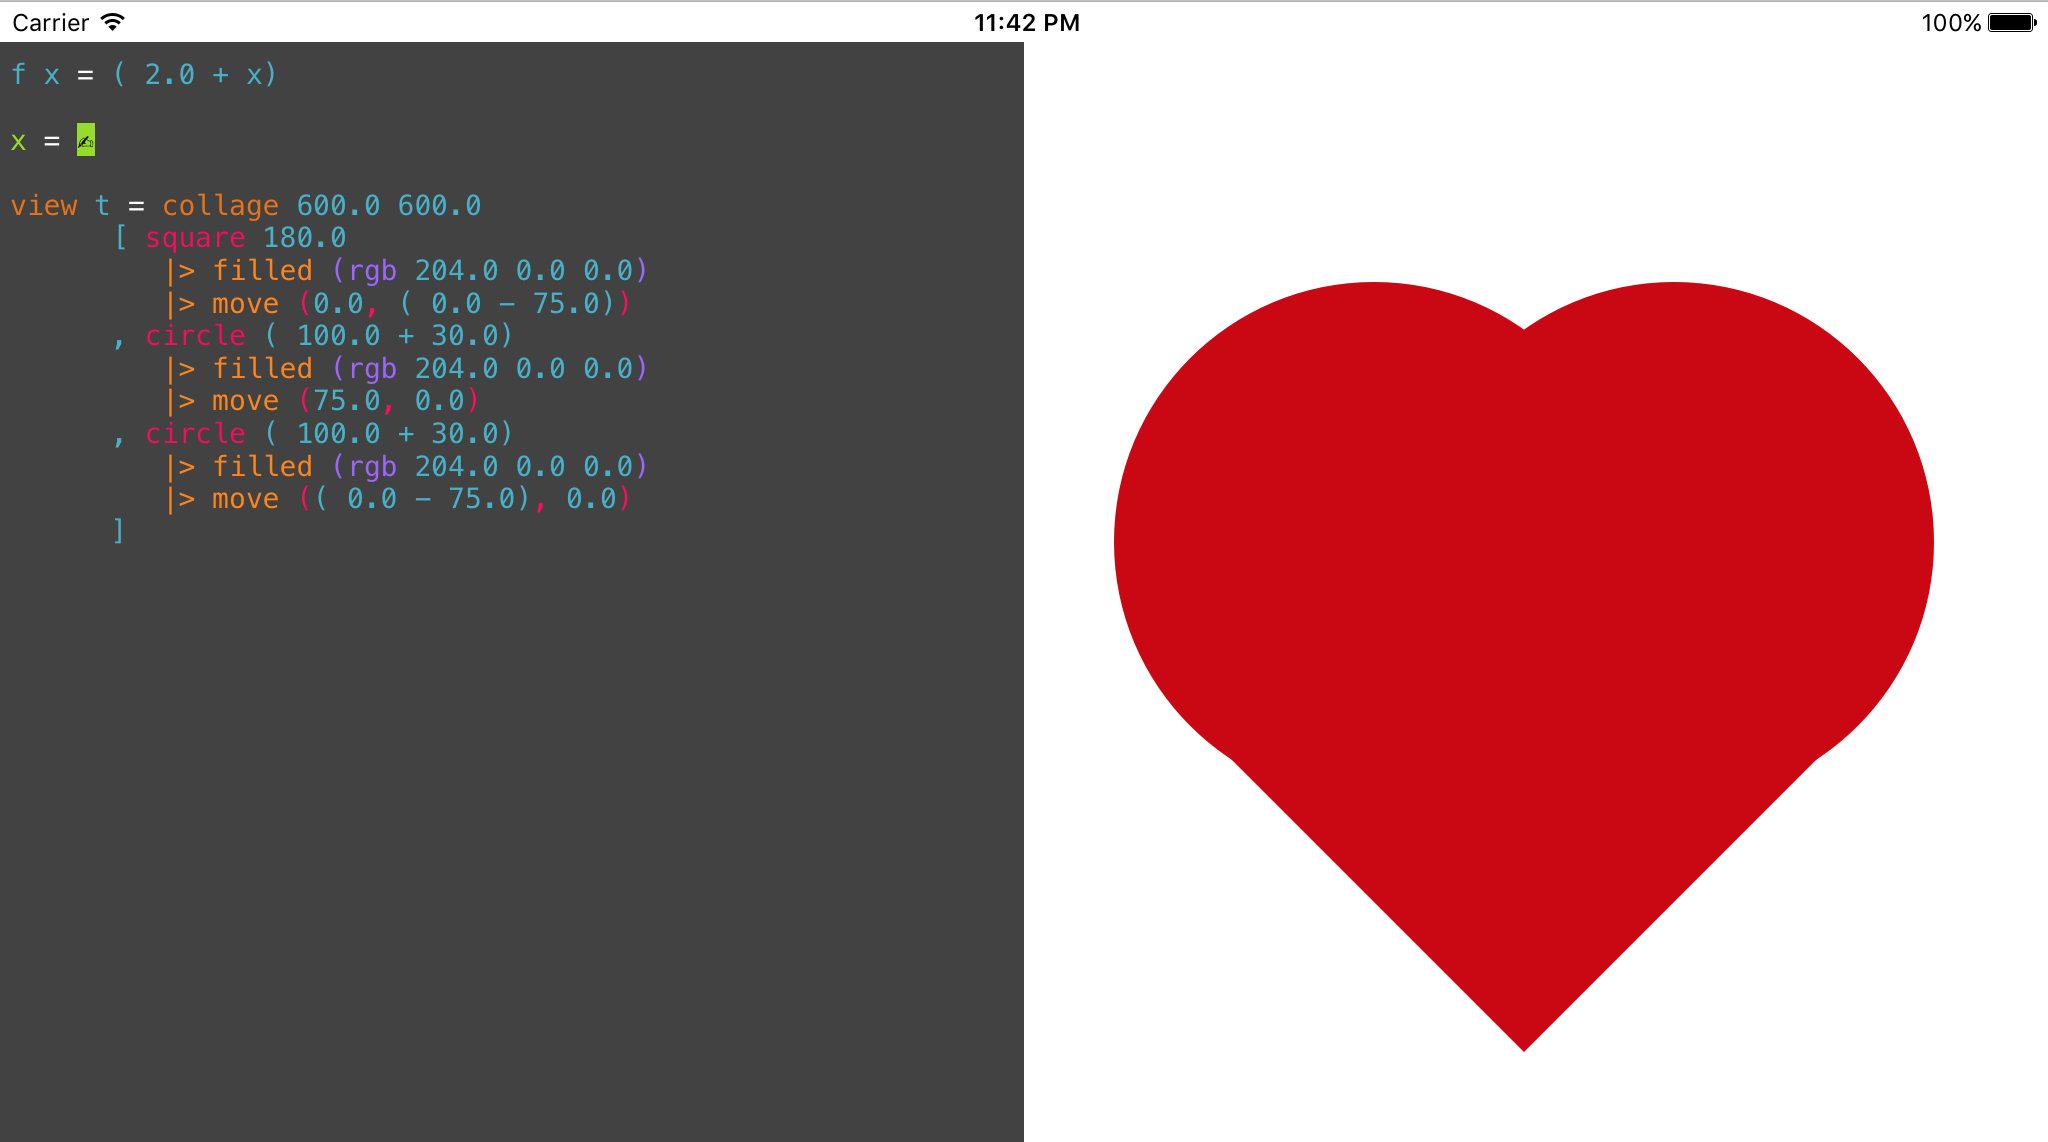 Carrier 11:42 PM 100%
f x = ( 2.0 + x)
x = ✍
view t = collage 600.0 600.0
[ square 180.0
|> filled (rgb 204.0 0.0 0.0)
|> move (0.0, ( 0.0 - 75.0))
, circle ( 100.0 + 30.0)
|> filled (rgb 204.0 0.0 0.0)
|> move (75.0, 0.0)
, circle ( 100.0 + 30.0)
|> filled (rgb 204.0 0.0 0.0)
|> move (( 0.0 - 75.0), 0.0)
]